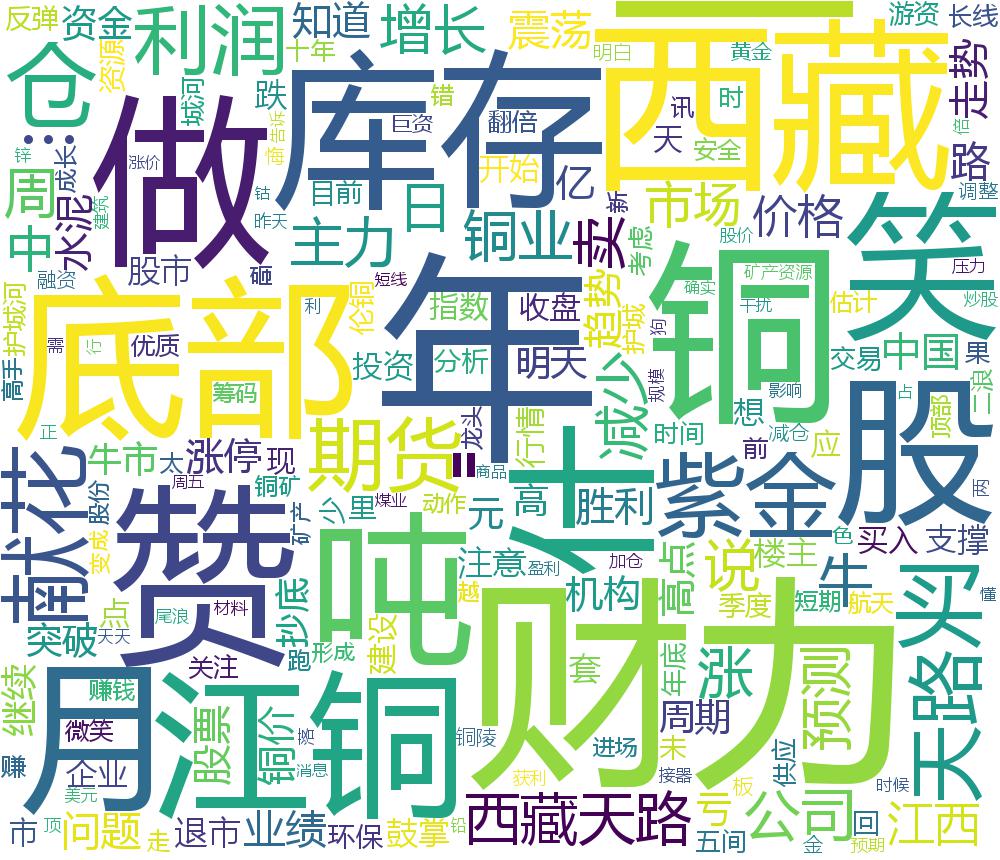 反弹
资金
利润
知道
增长
震荡
一
西藏
游资
长线
仓
资源
十年
明白
黄金
走势
城河
跌
库存
错
巨资
翻倍
讯
天
时
倍
做
告诉
锌
成长
涨价
钴
目前
日
开始
亿
安全
路
周
建筑
昨天
主力
铜业
新
市场
价格
调整
中
水泥
股市
砸
卖
考虑
股价
笑
融资
短线
年
铜
矿产资源
压力
护城河
底部
利
伦铜
指数
收盘
趋势
护城
确实
干扰
估计
炒股
需
行
优质
投资
分析
明天
狗
规模
交易
中国
果
高手
筹码
减少
影响
占
二浪
正
期货
龙头
行情
时间
想
减仓
顶部
股
牛市
太
涨停
现
什
前
应
周五
商品
献花
股份
铜矿
煤业
动作
高
胜利
紫金
两
赞
矿产
少
里
元
色
买入
支撑
变成
吨
注意
加仓
盈利
高点
说
楼主
牛
点
尾浪
材料
抄底
越
机构
季度
短期
航天
买
懂
突破
天天
跑
形成
建设
财力
关注
继续
月
赚钱
江铜
套
年底
涨
预测
天路
微笑
股票
铜价
铜陵
周期
赚
企业
消息
进场
未
供应
美元
获利
接器
板
时候
市
顶
问题
走
退市
业绩
环保
鼓掌
铅
西藏天路
亏
五间
公司
金
回
预期
江西